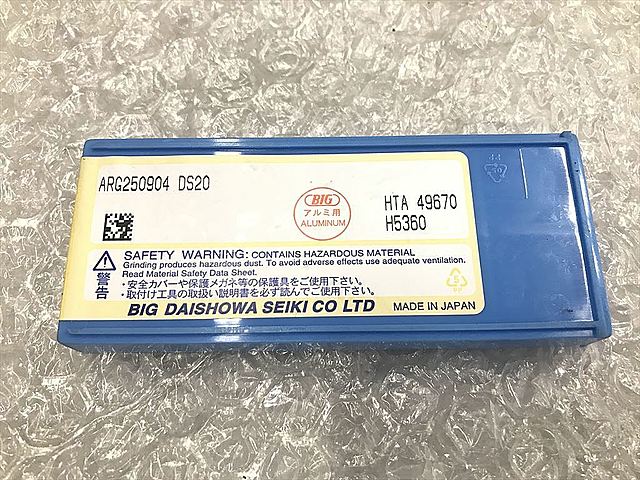 ARG250904 DS20
BIG
アルミ用
ALUMINUM
HTA 49670
H5360
SAFETY WARNING: CONTAINS HAZARDOUS MATERIAL
Grinding produces hazardous dust. To avoid adverse effects use adequate ventilation.
Read Material Safety Data Sheet.
警告
・安全カバーや保護メガネ等の保護具をご使用下さい。
・取付け工具の取扱い説明書を必ず読んでご使用下さい。
BIG DAISHOWA SEIKI CO LTD
MADE IN JAPAN